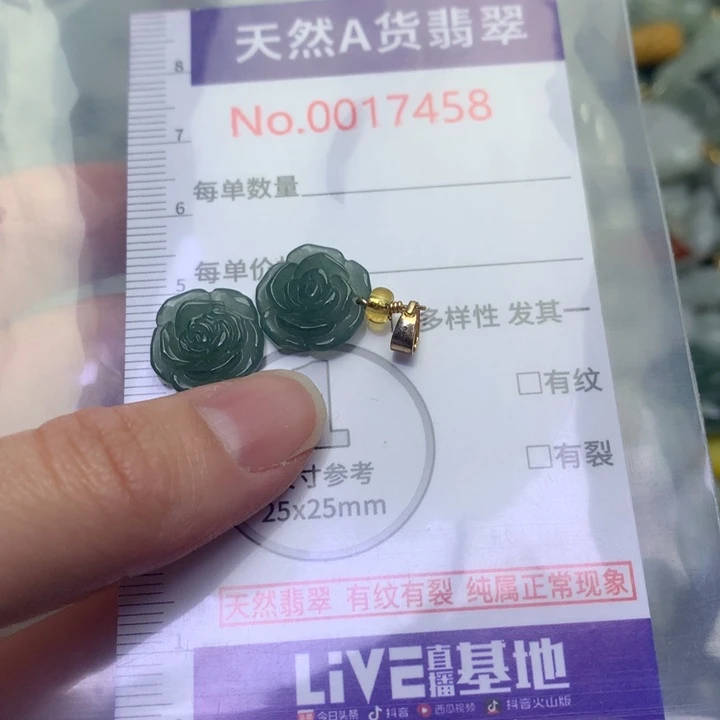 天然A货翡翠
No.0017458
8
7
每单数量
6
每单价
5
多样性 发其一
□有纹
1
□有裂
寸参考
25x25mm
天然翡翠 有纹有裂 纯属正常现象
1
LiVE直播基地
今日头条 抖音 西瓜视频 抖音火山版